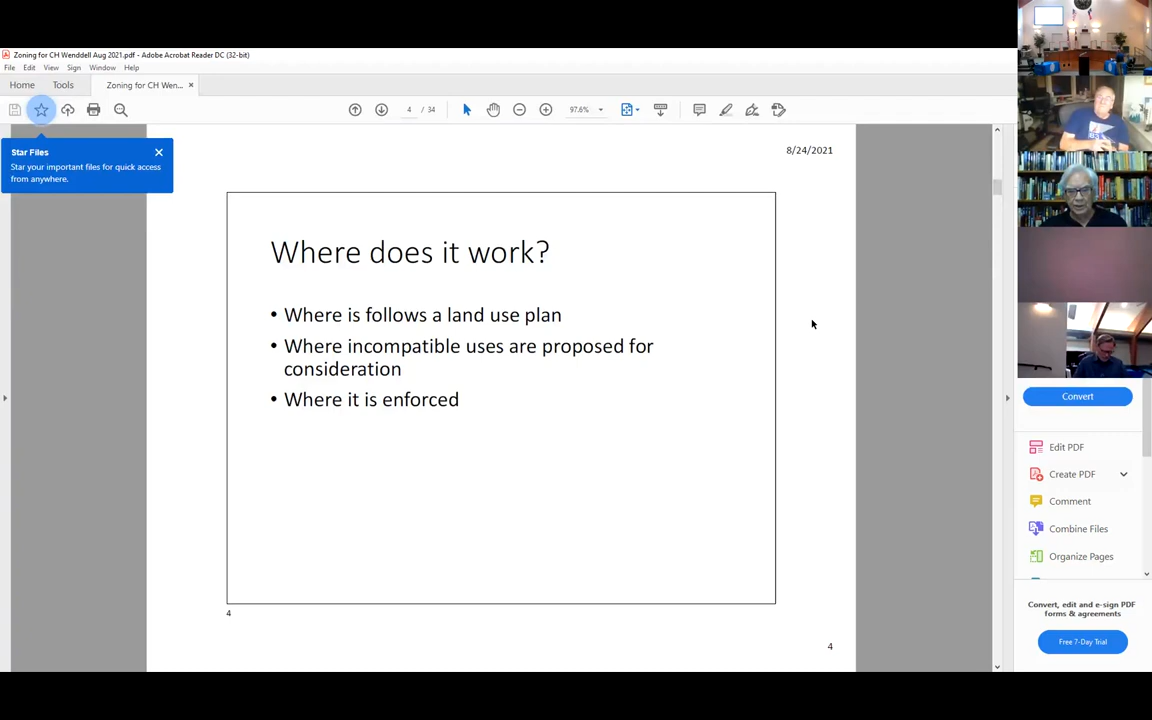 Zoning for CH Wenddell Aug 2021.pdf - Adobe Acrobat Reader DC (32-bit)
File Edit View Sign Window Help
Home Tools Zoning for CH Wen... ×
4 / 34 97.6%
Star Files
Star your important files for quick access
from anywhere.
8/24/2021
Where does it work?
• Where is follows a land use plan
• Where incompatible uses are proposed for
consideration
• Where it is enforced
4
4
Convert
Edit PDF
Create PDF
Comment
Combine Files
Organize Pages
Convert, edit and e-sign PDF
forms & agreements
Free 7-Day Trial